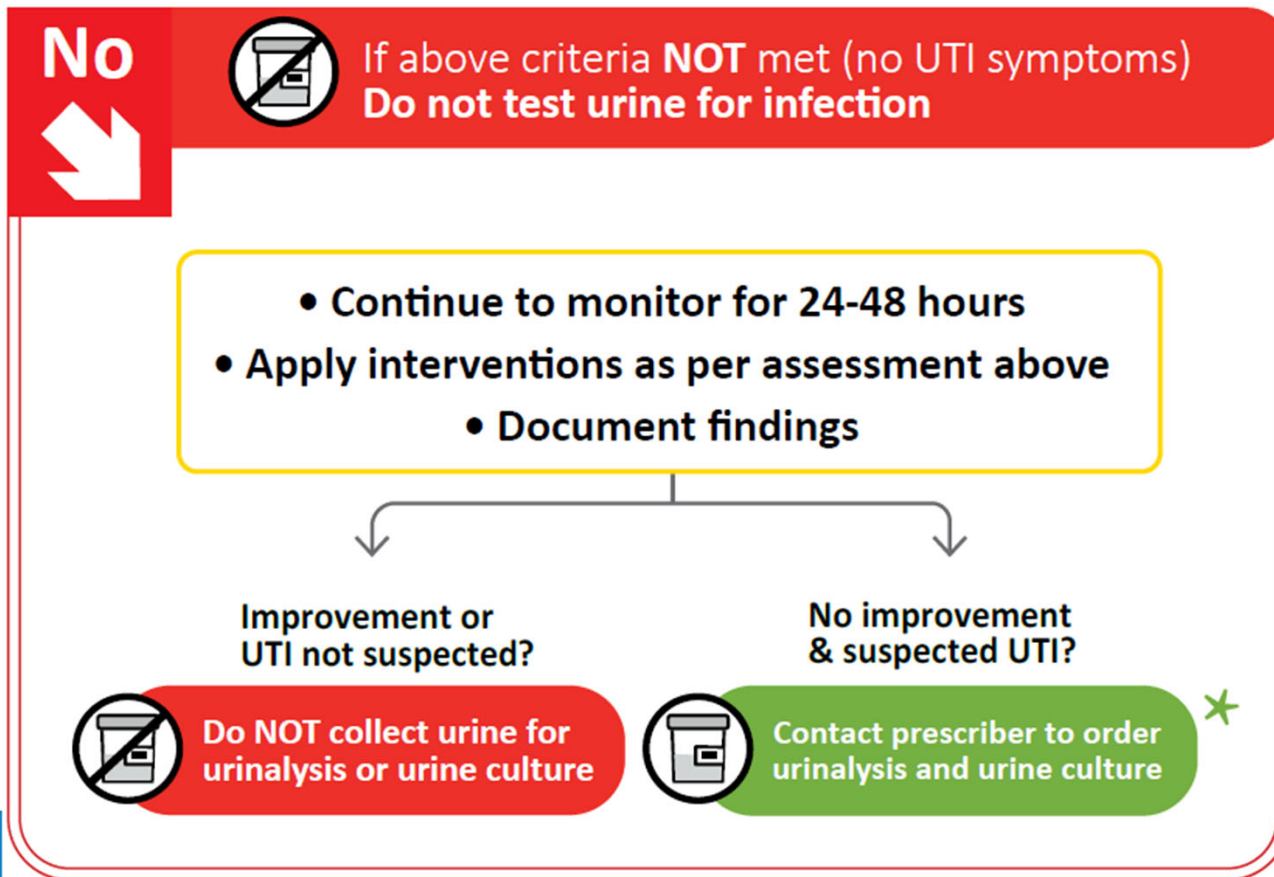 No
If above criteria NOT met (no UTI symptoms)
Do not test urine for infection
• Continue to monitor for 24-48 hours
• Apply interventions as per assessment above
• Document findings
Improvement or
UTI not suspected?
Do NOT collect urine for
urinalysis or urine culture
No improvement
& suspected UTI?
Contact prescriber to order
urinalysis and urine culture
*